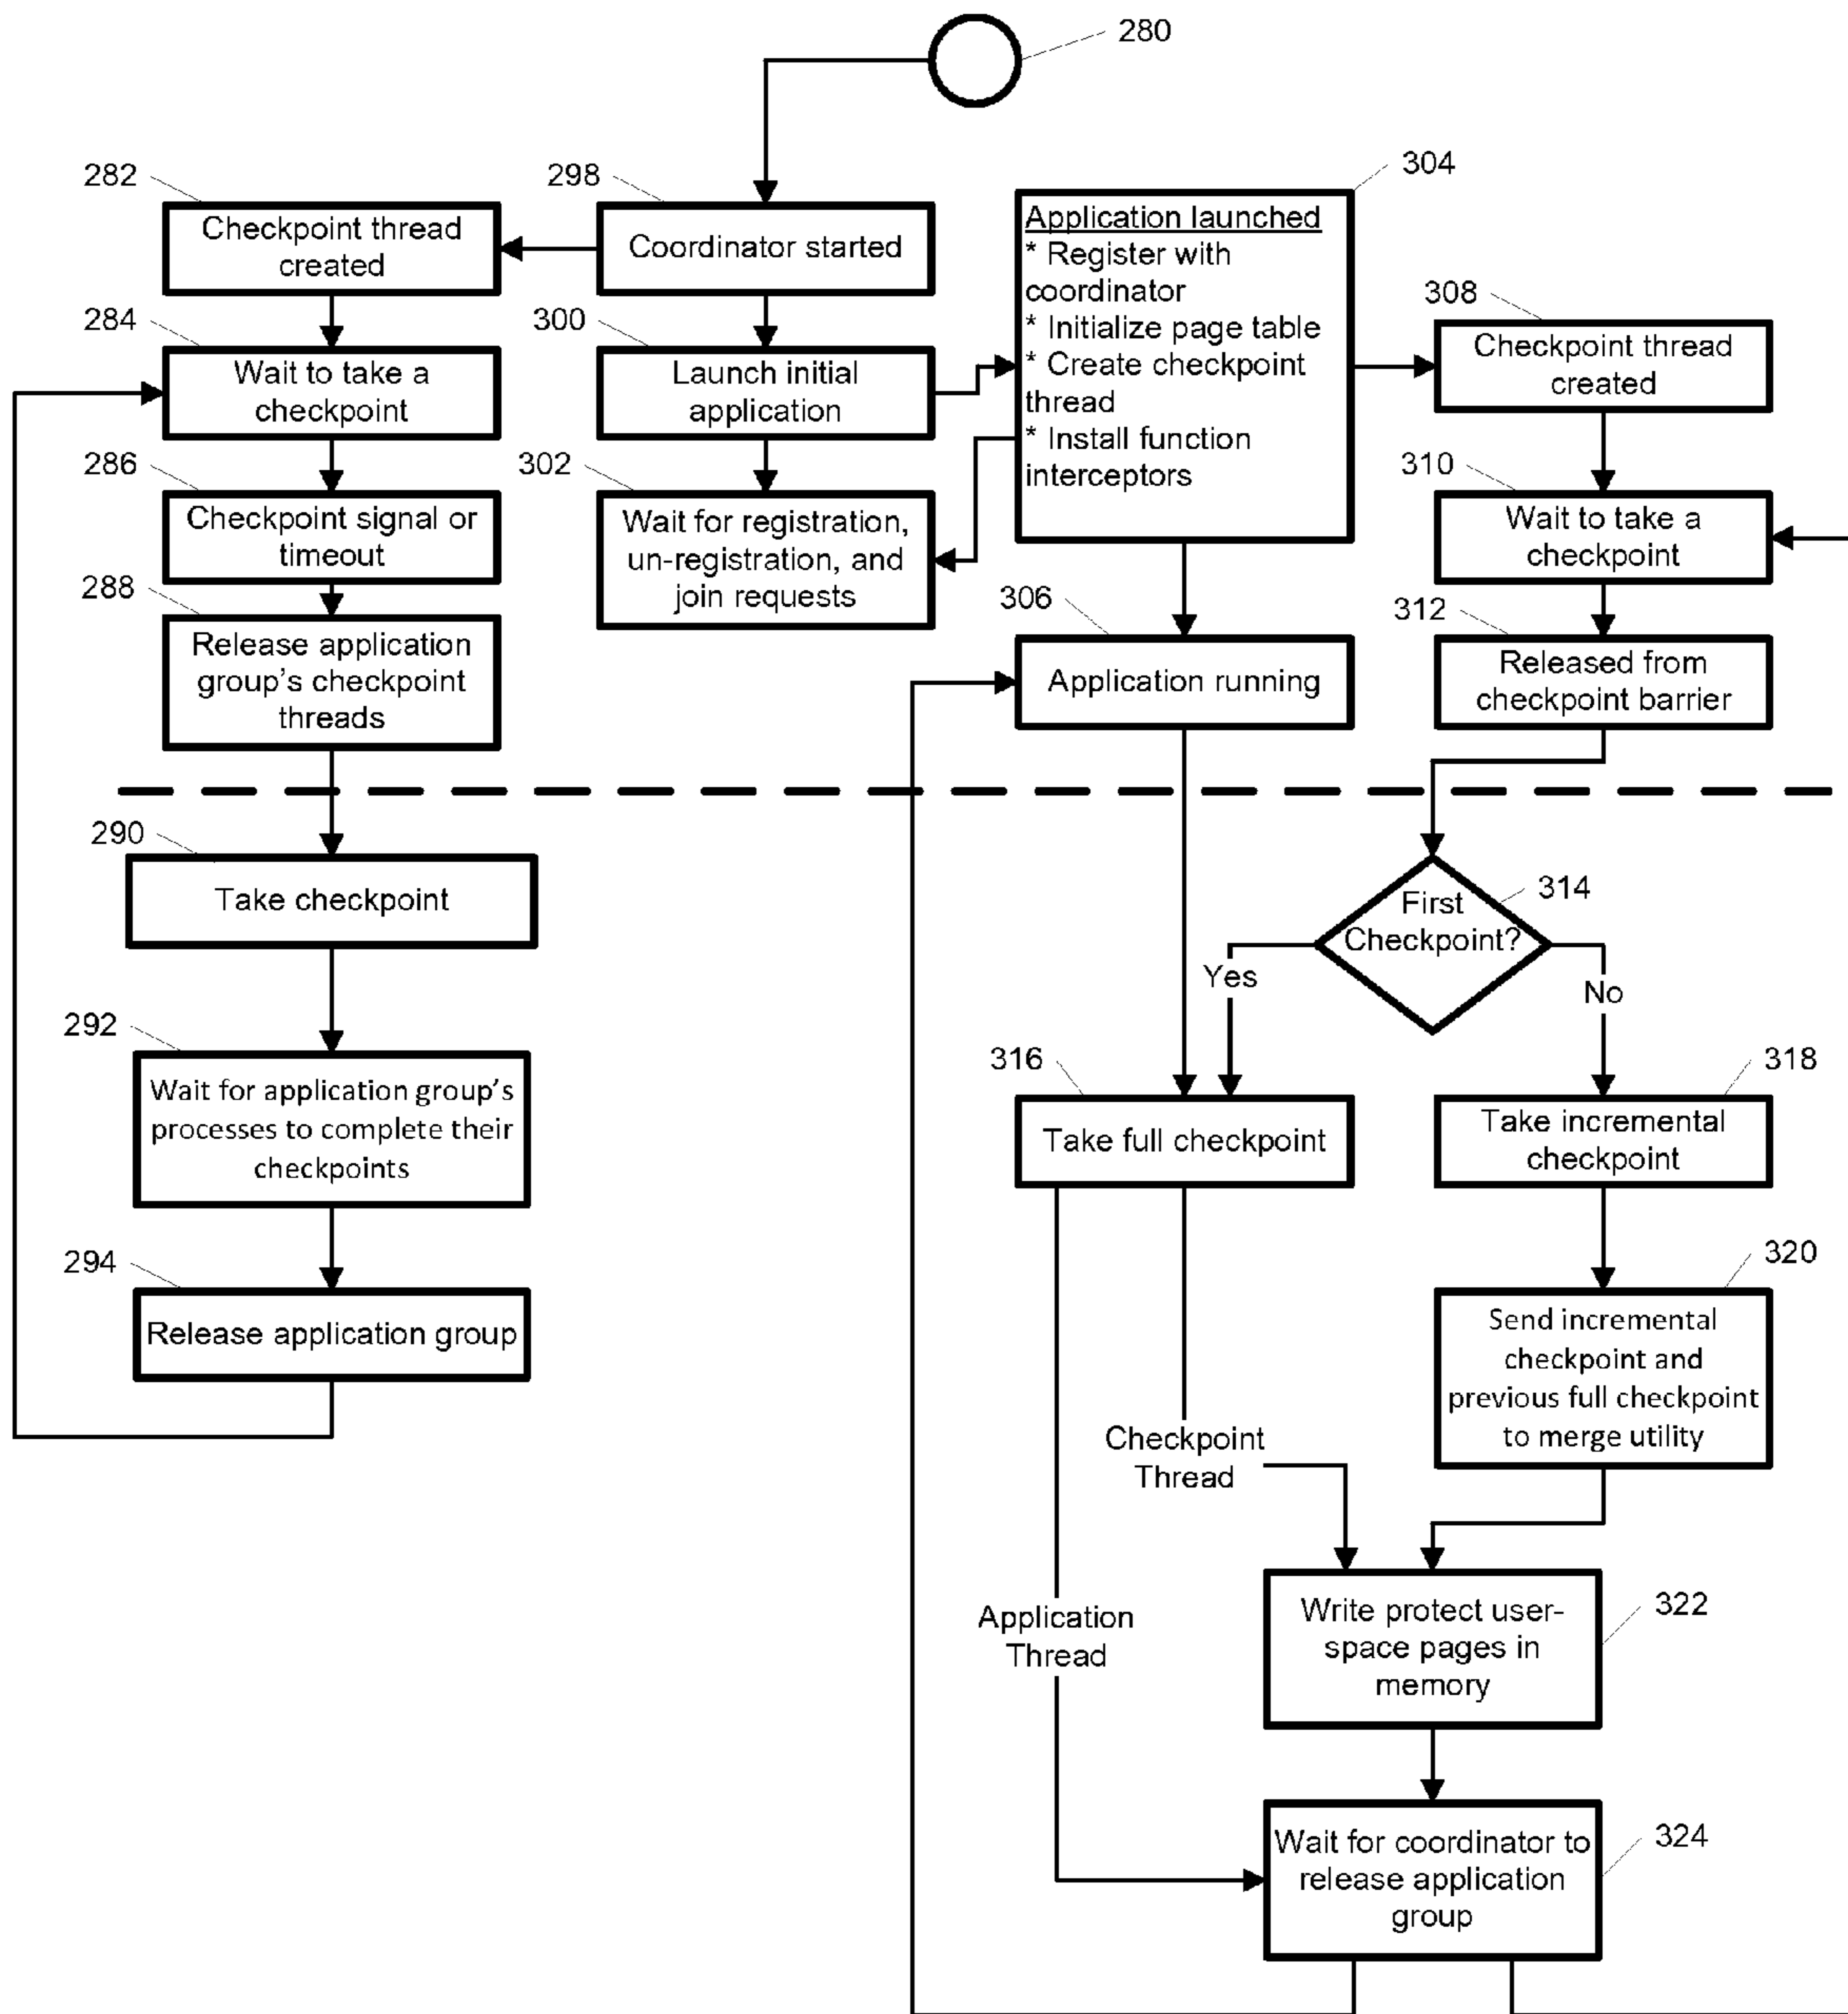 280
282
Checkpoint thread
created
298
Coordinator started
304
Application launched
* Register with
coordinator
* Initialize page table
* Create checkpoint
thread
* Install function
interceptors
284
Wait to take a
checkpoint
300
Launch initial
application
308
Checkpoint thread
created
286
Checkpoint signal or
timeout
302
Wait for registration,
un-registration, and
join requests
310
Wait to take a
checkpoint
288
Release application
group's checkpoint
threads
306
Application running
312
Released from
checkpoint barrier
290
Take checkpoint
314
First
Checkpoint?
Yes
No
292
Wait for application group's
processes to complete their
checkpoints
316
Take full checkpoint
318
Take incremental
checkpoint
294
Release application group
320
Send incremental
checkpoint and
previous full checkpoint
to merge utility
Checkpoint
Thread
Application
Thread
322
Write protect user-
space pages in
memory
324
Wait for coordinator to
release application
group